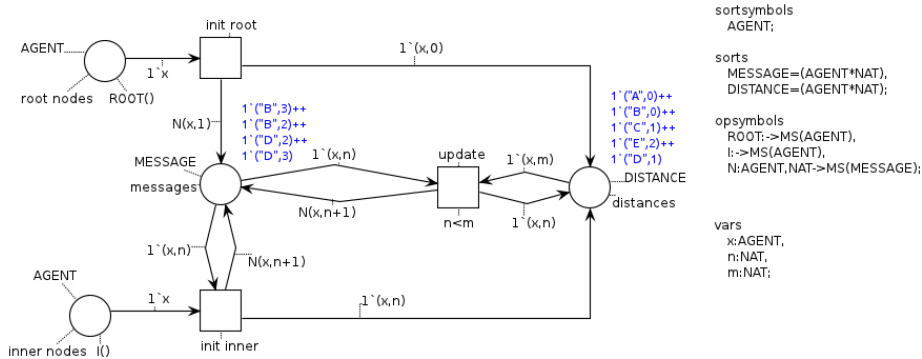 init root
AGENT
1`x
root nodes
ROOT()
1`(x,0)
N(x,1)
1`("B",3)++
1`("B",2)++
1`("D",2)++
1`("D",3)
1`("A",0)++
1`("B",0)++
1`("C",1)++
1`("E",2)++
1`("D",1)
MESSAGE
messages
1`(x,n)
update
1`(x,m)
DISTANCE
N(x,n+1)
n<m
1`(x,n)
distances
1`(x,n)
N(x,n+1)
AGENT
1`x
1`(x,n)
inner nodes
I()
init inner
sortsymbols
AGENT;
sorts
MESSAGE=(AGENT*NAT),
DISTANCE=(AGENT*NAT);
opsymbols
ROOT:->MS(AGENT),
I:->MS(AGENT),
N:AGENT,NAT->MS(MESSAGE);
vars
x:AGENT,
n:NAT,
m:NAT;